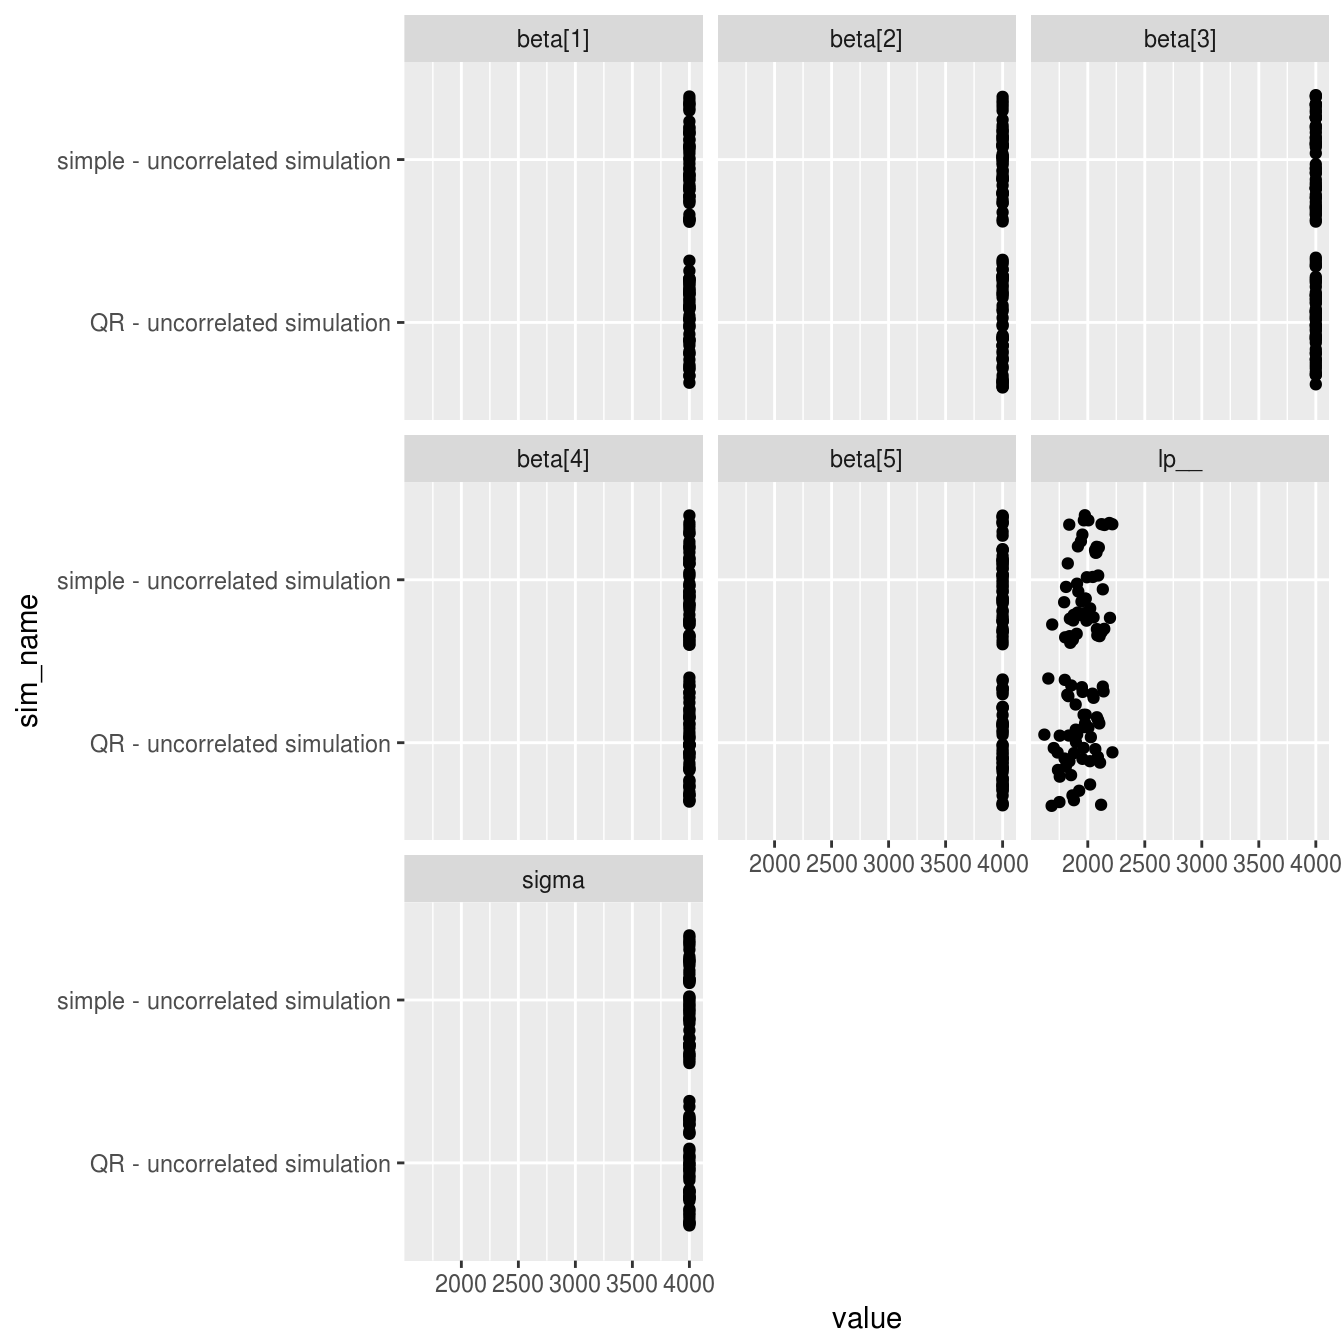 beta[1] beta[2] beta[3]
simple - uncorrelated simulation
QR - uncorrelated simulation
beta[4] beta[5] lp__
simple - uncorrelated simulation
QR - uncorrelated simulation
2000 2500 3000 3500 4000 2000 2500 3000 3500 4000
sigma
simple - uncorrelated simulation
QR - uncorrelated simulation
2000 2500 3000 3500 4000
value
sim_name